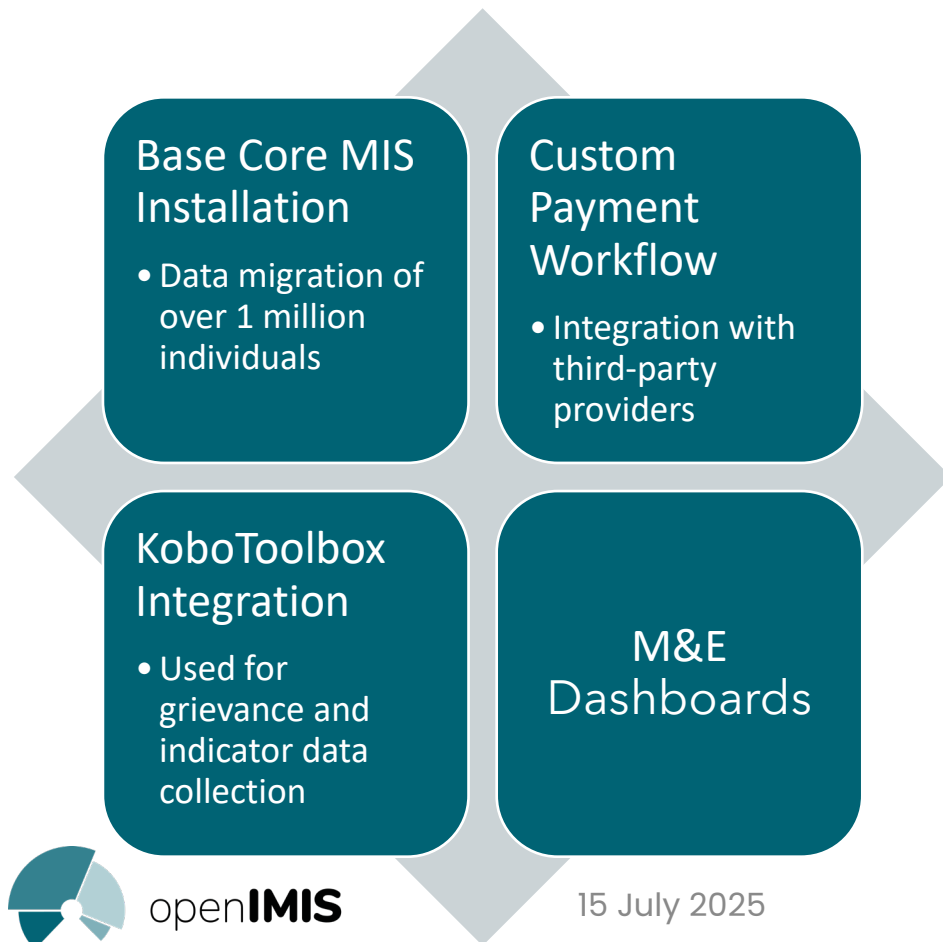 Base Core MIS
Installation
• Data migration of
over 1 million
individuals
Custom
Payment
Workflow
• Integration with
third-party
providers
KoboToolbox
Integration
• Used for
grievance and
indicator data
collection
M&E
Dashboards
openIMIS
15 July 2025